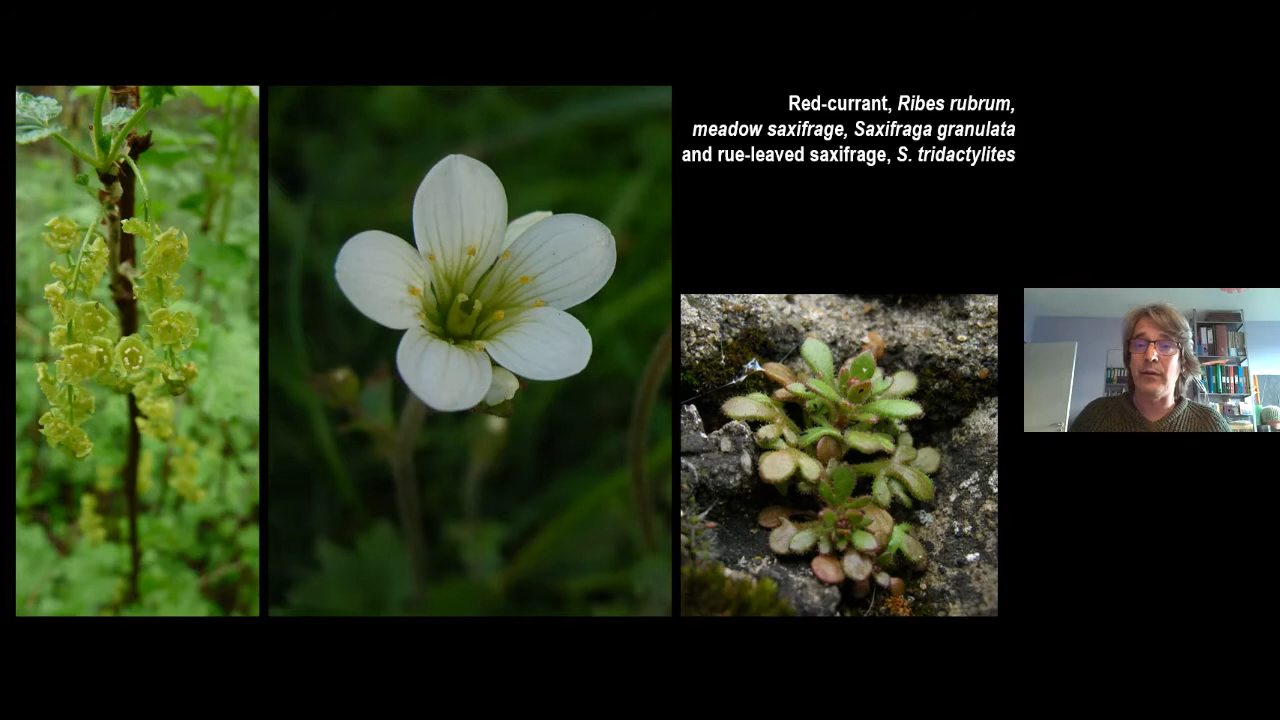 Red-currant, Ribes rubrum,
meadow saxifrage, Saxifraga granulata
and rue-leaved saxifrage, S. tridactylites